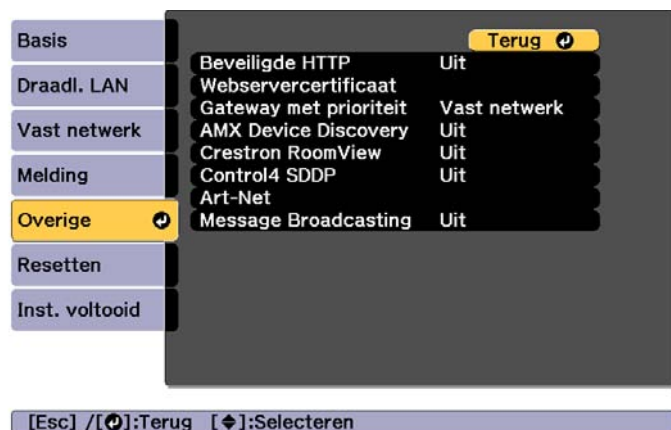 Basis
Draadl. LAN
Vast netwerk
Melding
Overige
Resetten
Inst. voltooid
Terug
Beveiligde HTTP Uit
Webservercertificaat
Gateway met prioriteit Vast netwerk
AMX Device Discovery Uit
Crestron RoomView Uit
Control4 SDDP Uit
Art-Net
Message Broadcasting Uit
[Esc] /[⏎]:Terug [◆]:Selecteren